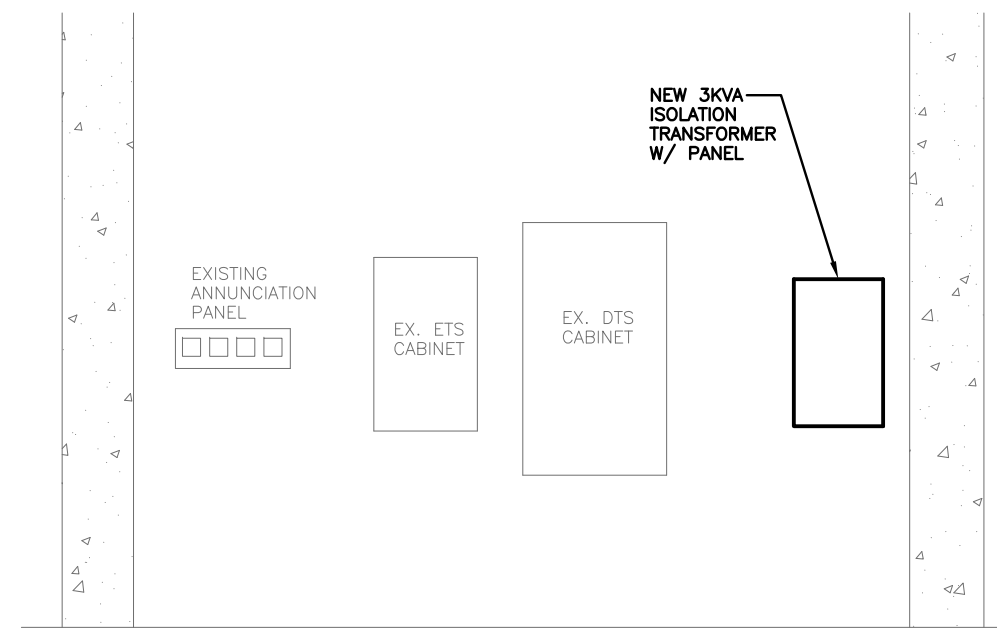 NEW 3KVA
ISOLATION
TRANSFORMER
W/ PANEL
EXISTING
ANNUNCIATION
PANEL
EX. ETS
CABINET
EX. DTS
CABINET